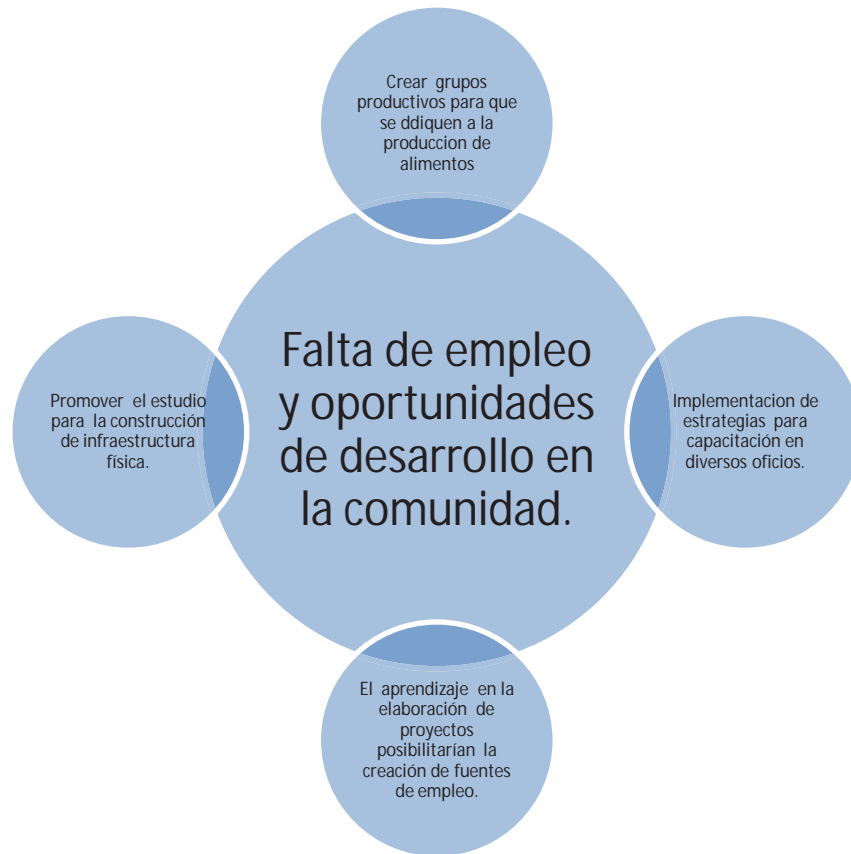 Crear grupos
productivos para que
se ddiquen a la
produccion de
alimentos
Falta de empleo
y oportunidades
de desarrollo en
la comunidad.
Promover el estudio
para la construcción
de infraestructura
física.
Implementacion de
estrategias para
capacitación en
diversos oficios.
El aprendizaje en la
elaboración de
proyectos
posibilitarían la
creación de fuentes
de empleo.